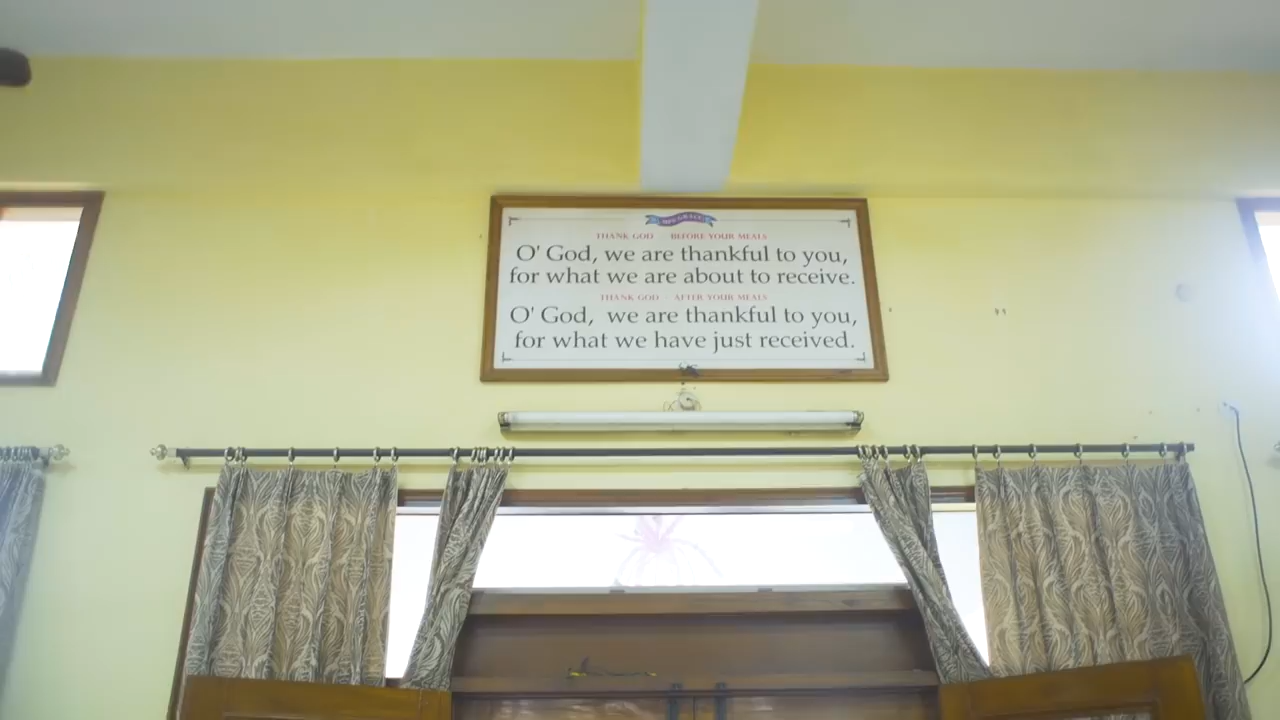 THANK GOD BEFORE YOUR MEALS
O' God, we are thankful to you,
for what we are about to receive.
THANK GOD AFTER YOUR MEALS
O' God, we are thankful to you,
for what we have just received.